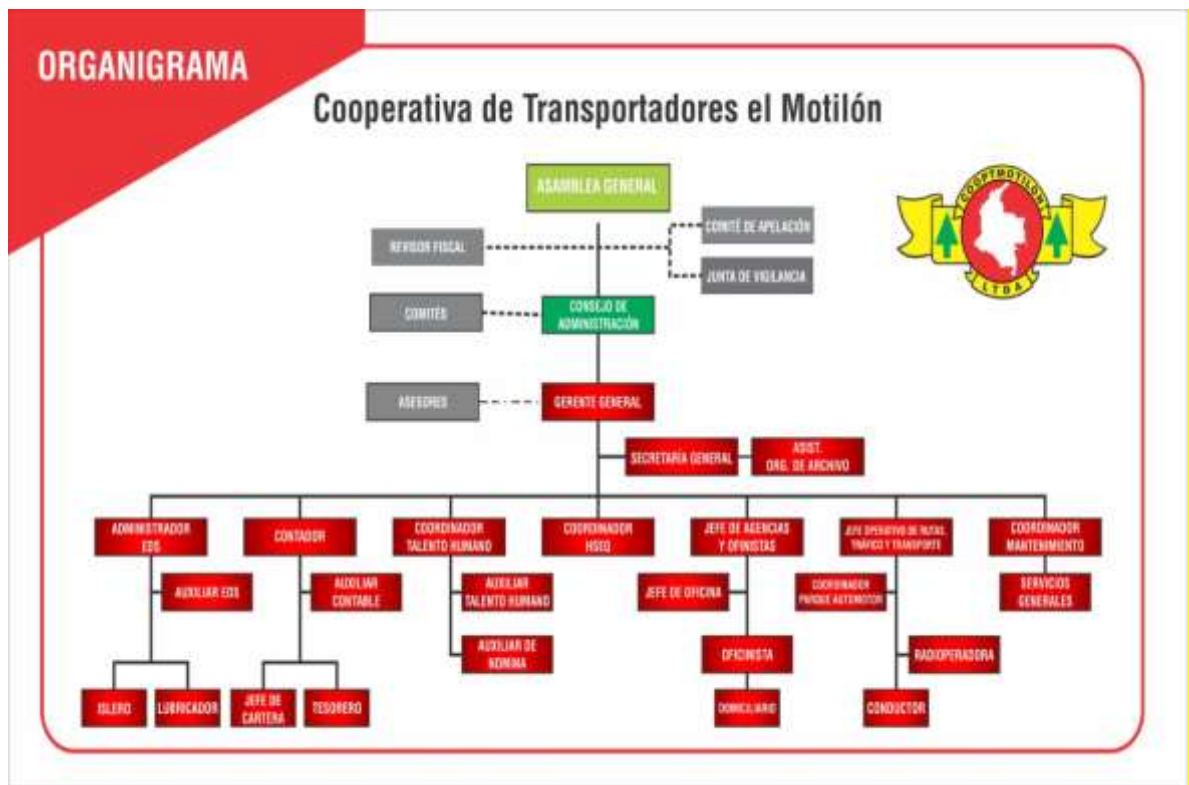 ORGANIGRAMA
Cooperativa de Transportadores el Motilón
COOPTMOTILON
LTDA
ASAMBLEA GENERAL
REVISOR FISCAL
COMITÉ DE APELACIÓN
JUNTA DE VIGILANCIA
COMITÉS
CONSEJO DE
ADMINISTRACIÓN
ASESORES
GERENTE GENERAL
SECRETARÍA GENERAL
ASIST.
ORG. DE ARCHIVO
ADMINISTRADOR
EDS
CONTADOR
COORDINADOR
TALENTO HUMANO
COORDINADOR
HSEQ
JEFE DE AGENCIAS
Y OFINISTAS
JEFE OPERATIVO DE RUTAS,
TRÁFICO Y TRANSPORTE
COORDINADOR
MANTENIMIENTO
AUXILIAR EDS
AUXILIAR
CONTABLE
AUXILIAR
TALENTO HUMANO
JEFE DE OFICINA
COORDINADOR
PARQUE AUTOMOTOR
SERVICIOS
GENERALES
AUXILIAR DE
NOMINA
OFICINISTA
RADIOPERADORA
ISLERO
LUBRICADOR
JEFE DE
CARTERA
TESORERO
DOMICILIARIO
CONDUCTOR